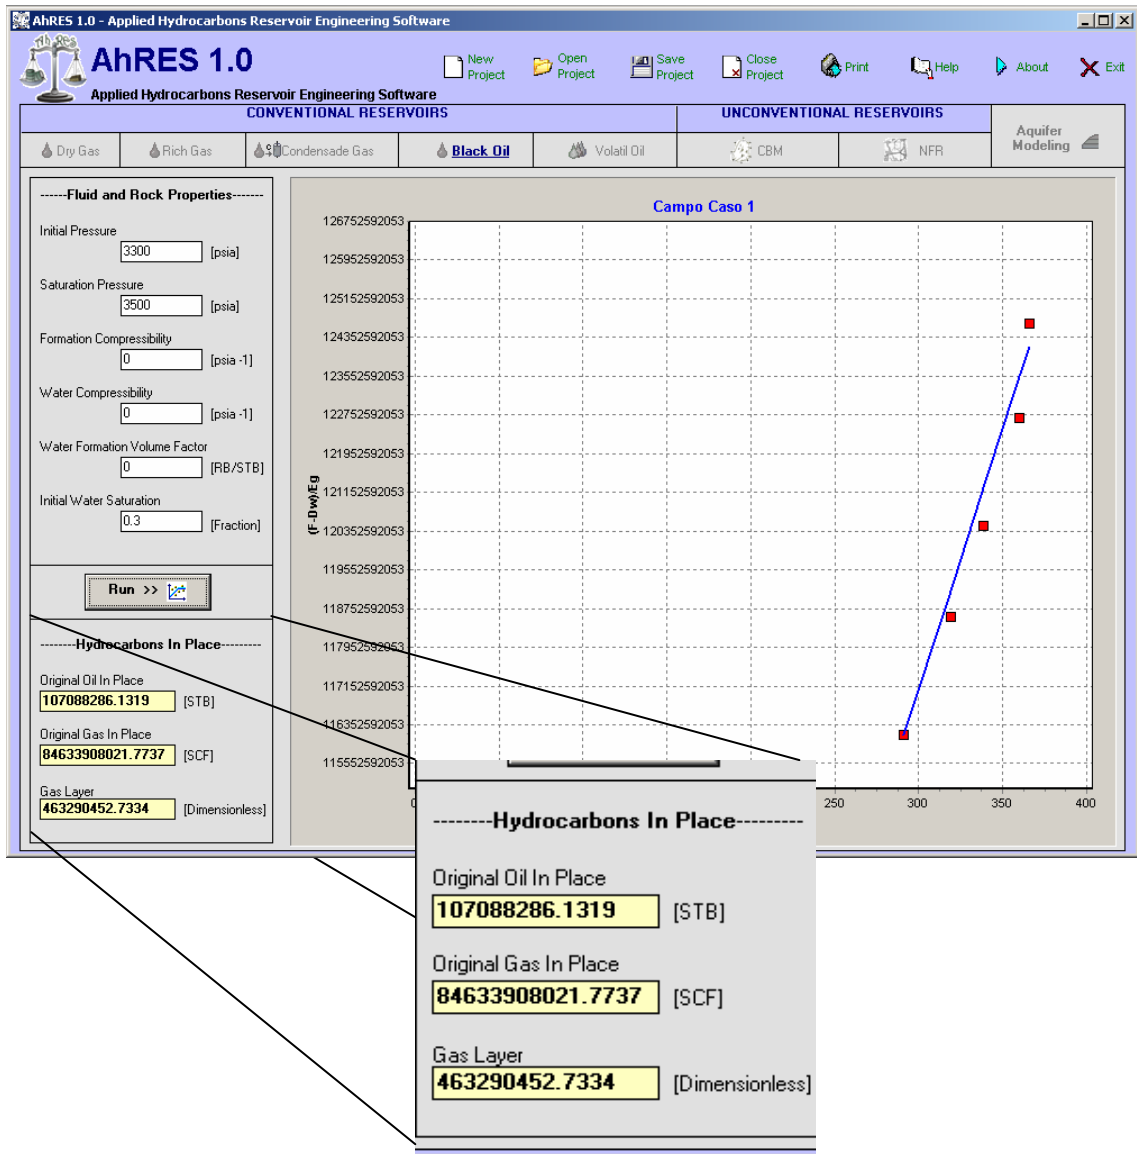 AhRES 1.0 - Applied Hydrocarbons Reservoir Engineering Software
Ah Res
AhRES 1.0
Applied Hydrocarbons Reservoir Engineering Software
New Project
Open Project
Save Project
Close Project
Print
Help
About
Exit
CONVENTIONAL RESERVOIRS
UNCONVENTIONAL RESERVOIRS
Aquifer Modeling
Dry Gas
Rich Gas
Condensade Gas
Black Oil
Volatil Oil
CBM
NFR
------Fluid and Rock Properties-------
Initial Pressure
3300 [psia]
Saturation Pressure
3500 [psia]
Formation Compressibility
0 [psia -1]
Water Compressibility
0 [psia -1]
Water Formation Volume Factor
0 [RB/STB]
Initial Water Saturation
0.3 [Fraction]
Run >>
--------Hydrocarbons In Place---------
Original Oil In Place
107088286.1319 [STB]
Original Gas In Place
84633908021.7737 [SCF]
Gas Layer
463290452.7334 [Dimensionless]
Campo Caso 1
126752592053
125952592053
125152592053
124352592053
123552592053
122752592053
121952592053
121152592053
120352592053
119552592053
118752592053
117952592053
117152592053
116352592053
115552592053
(F-Dw)/Eg
250
300
350
400
--------Hydrocarbons In Place---------
Original Oil In Place
107088286.1319 [STB]
Original Gas In Place
84633908021.7737 [SCF]
Gas Layer
463290452.7334 [Dimensionless]